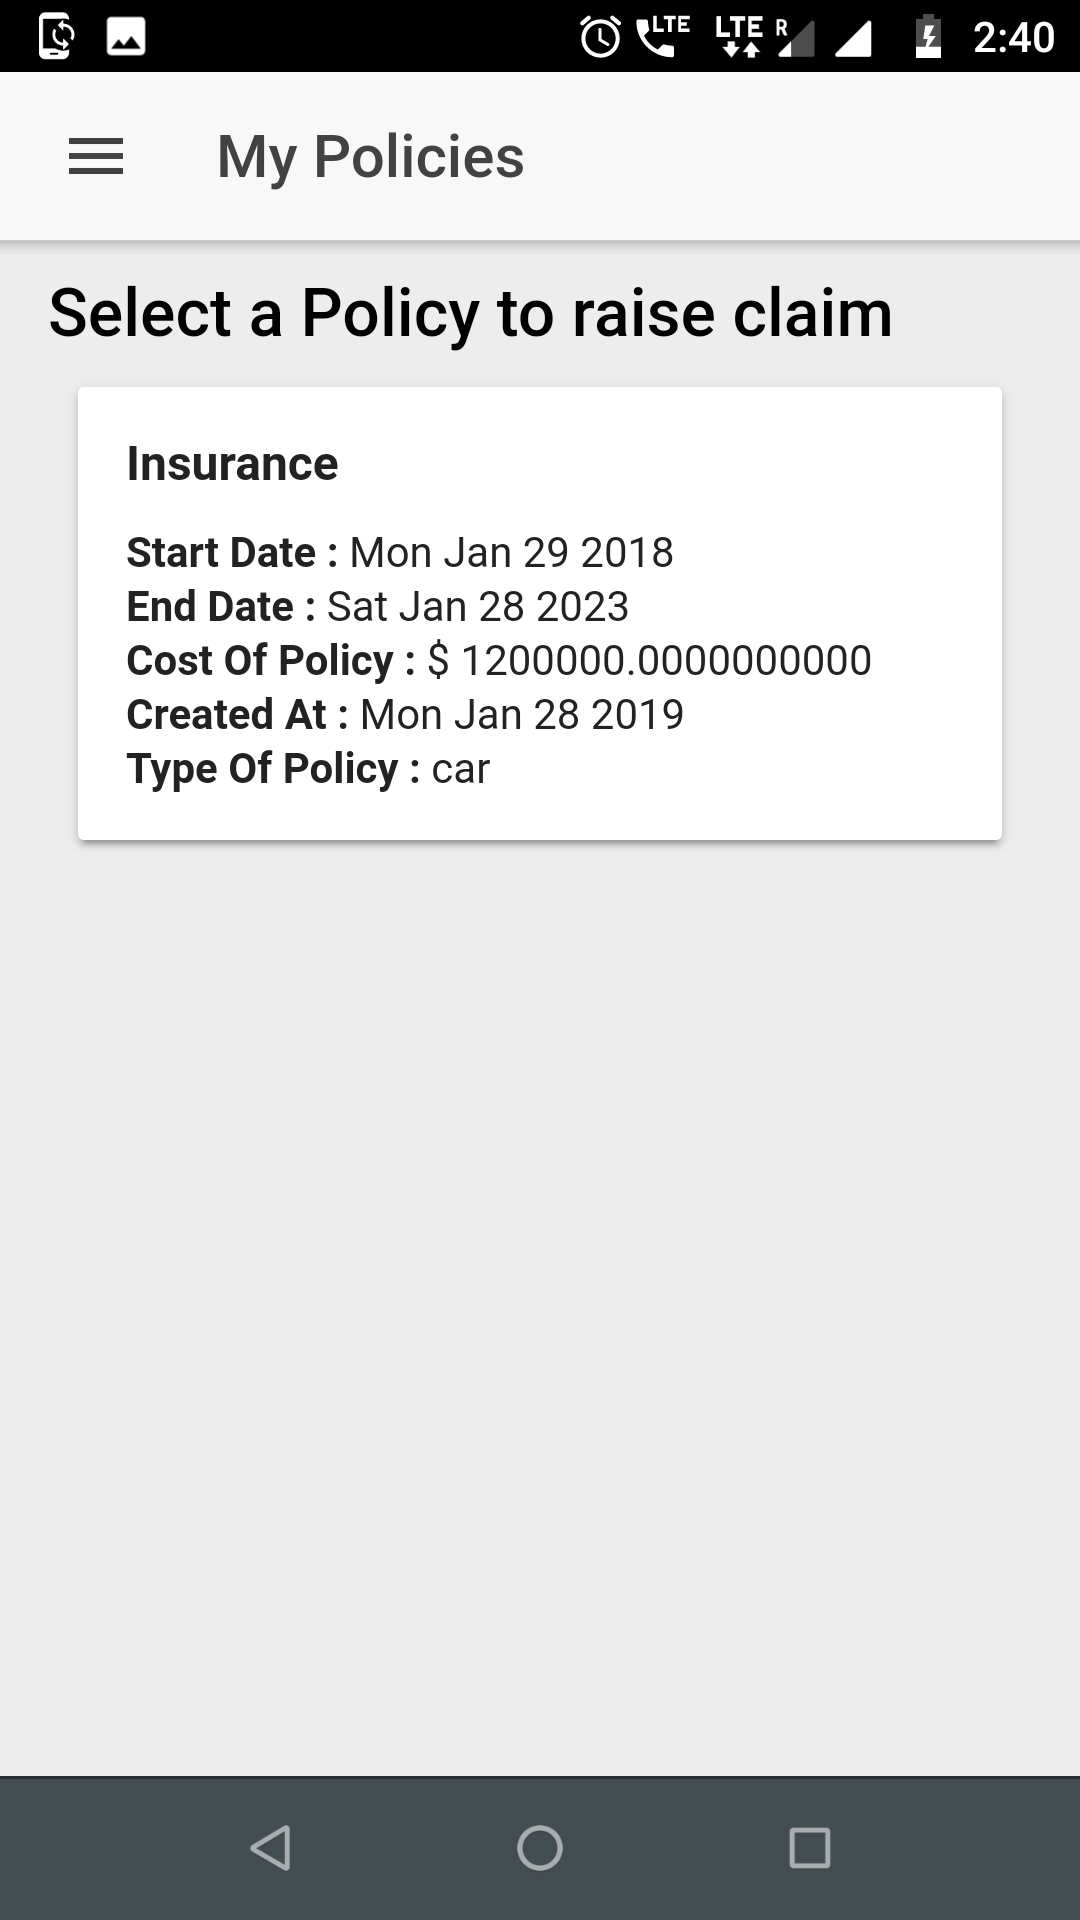 LTE LTE R 2:40
My Policies
Select a Policy to raise claim
Insurance
Start Date : Mon Jan 29 2018
End Date : Sat Jan 28 2023
Cost Of Policy : $ 1200000.0000000000
Created At : Mon Jan 28 2019
Type Of Policy : car